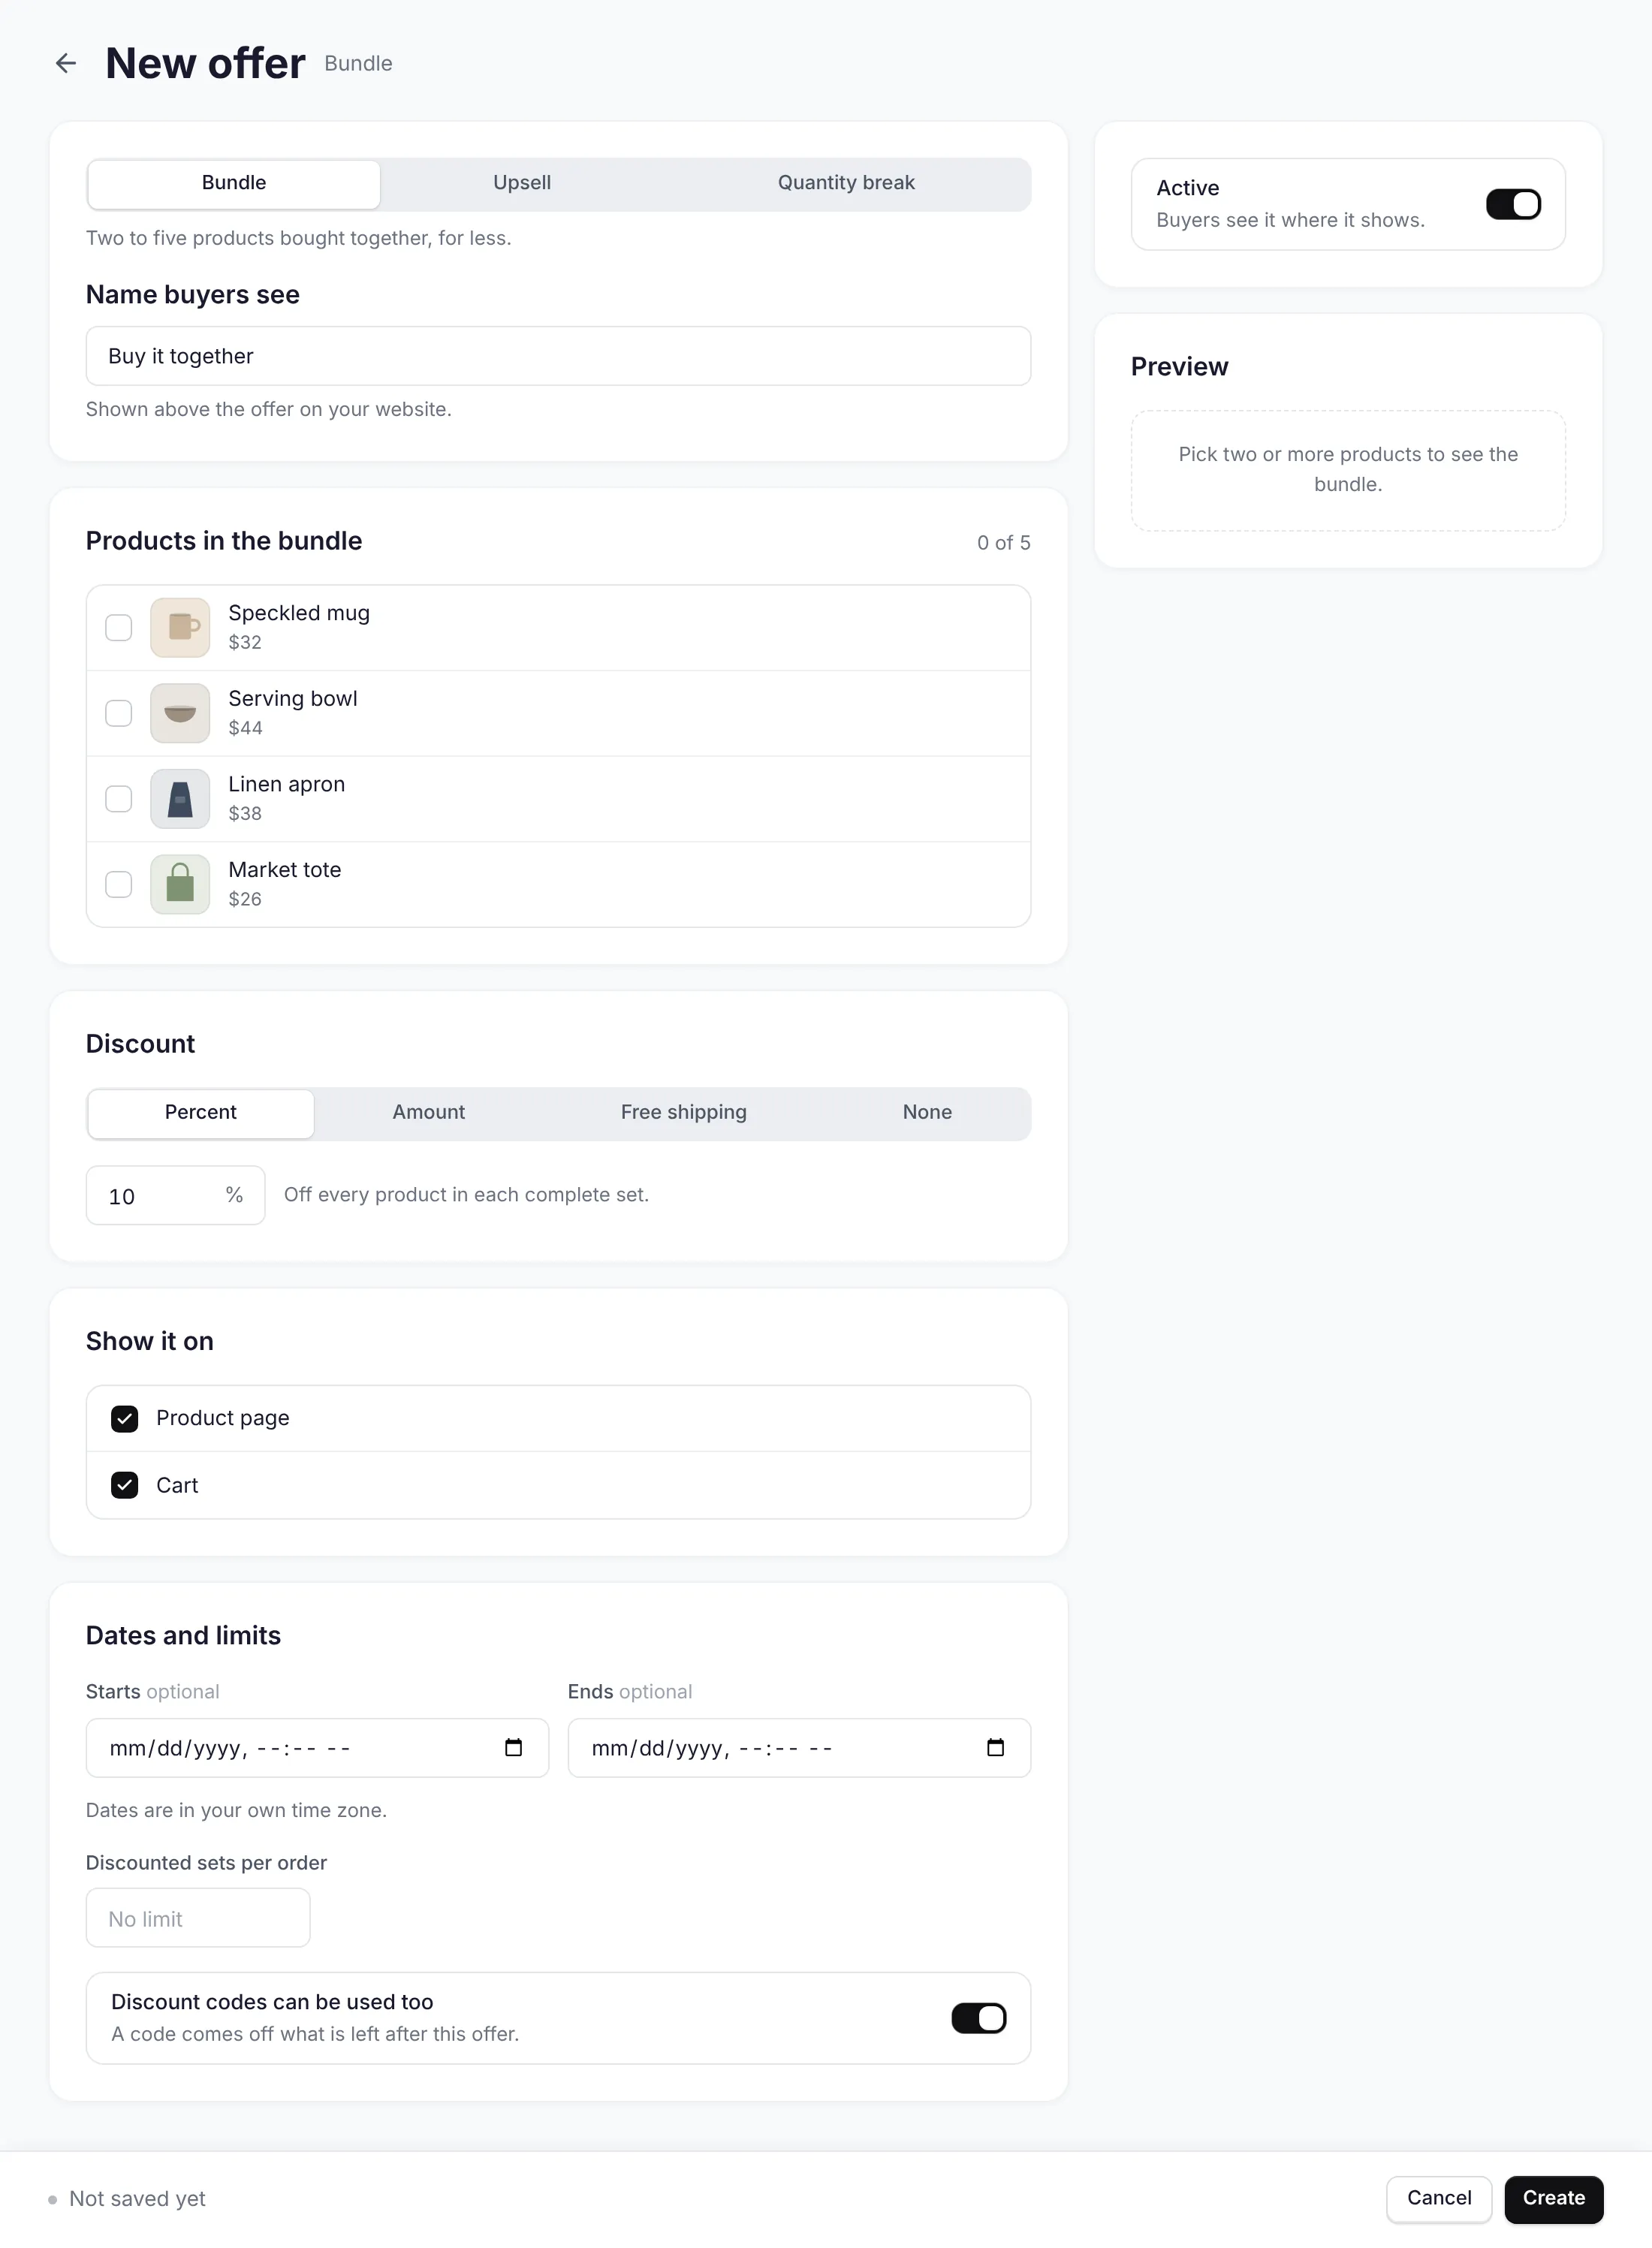 New offer Bundle
Bundle Upsell Quantity break
Two to five products bought together, for less.
Name buyers see
Buy it together
Shown above the offer on your website.
Active
Buyers see it where it shows.
Preview
Pick two or more products to see the
bundle.
Products in the bundle 0 of 5
Speckled mug
$32
Serving bowl
$44
Linen apron
$38
Market tote
$26
Discount
Percent Amount Free shipping None
10 % Off every product in each complete set.
Show it on
Product page
Cart
Dates and limits
Starts optional Ends optional
mm/dd/yyyy, --:-- -- mm/dd/yyyy, --:-- --
Dates are in your own time zone.
Discounted sets per order
No limit
Discount codes can be used too
A code comes off what is left after this offer.
Not saved yet Cancel Create